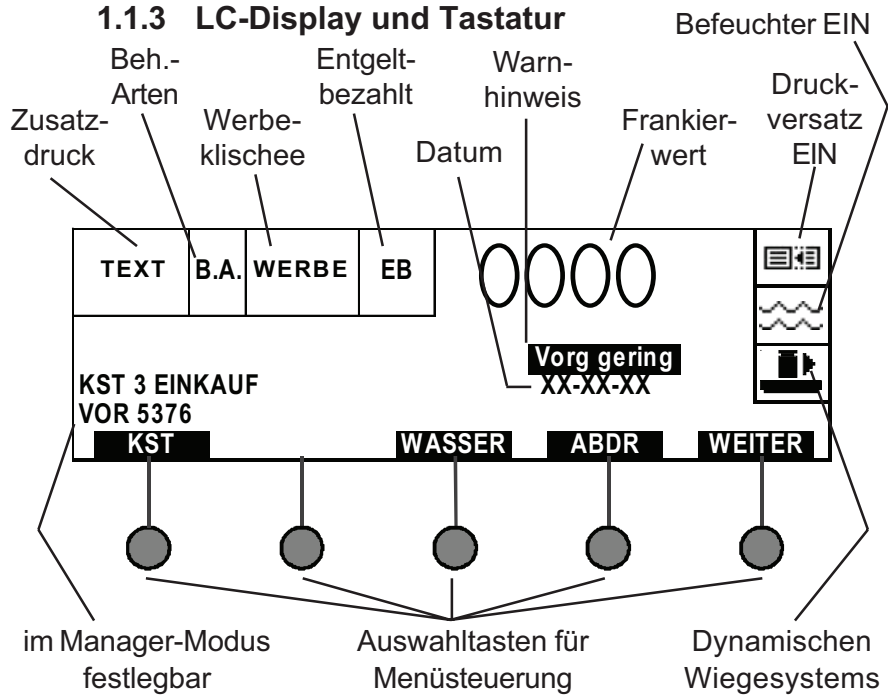 1.1.3 LC-Display und Tastatur
Befeuchter EIN
Beh.-
Arten
Entgelt-
bezahlt
Warn-
hinweis
Druck-
versatz
EIN
Zusatz-
druck
Werbe-
klischee
Datum
Frankier-
wert
TEXT B.A. WERBE EB 0000
Vorg gering
XX-XX-XX
KST 3 EINKAUF
VOR 5376
KST WASSER ABDR WEITER
im Manager-Modus
festlegbar
Auswahltasten für
Menüsteuerung
Dynamischen
Wiegesystems